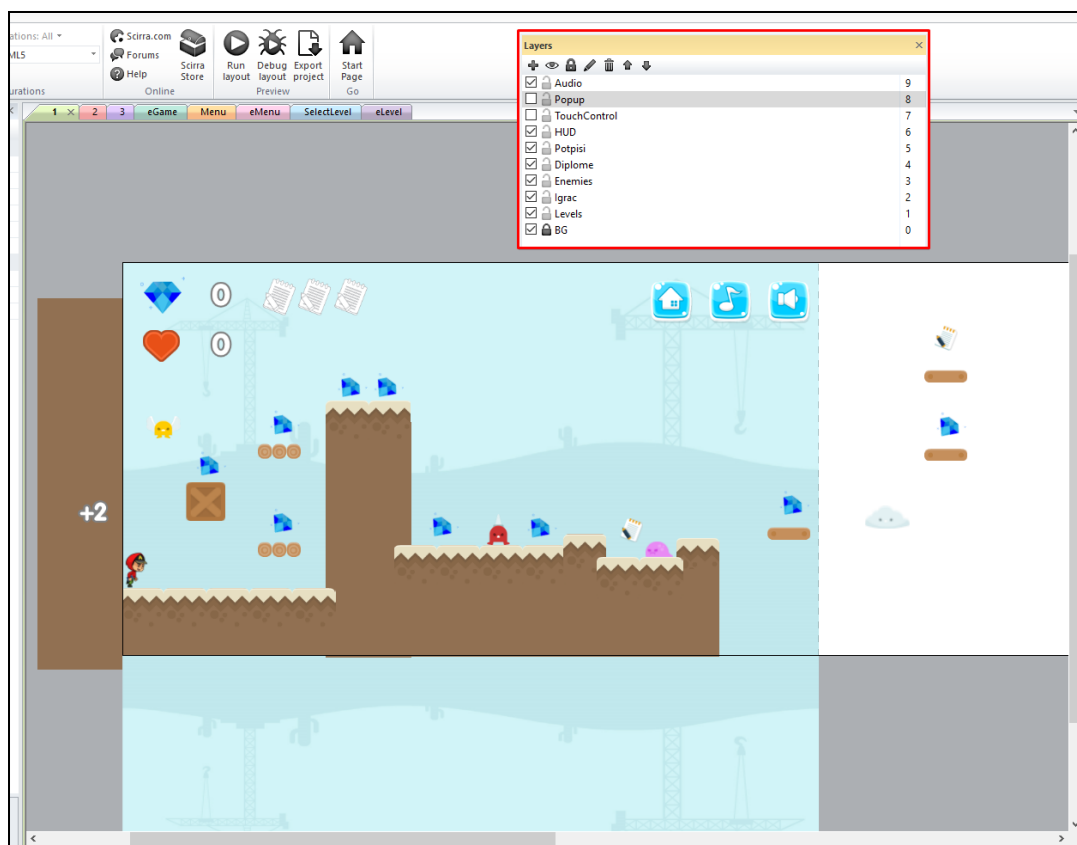 ations: All
ML5
urations
Scirra.com
Forums
Help
Scirra
Store
Online
Run
layout
Debug
layout
Export
project
Preview
Start
Page
Go
Layers
Audio 9
Popup 8
TouchControl 7
HUD 6
Potpisi 5
Diplome 4
Enemies 3
Igrac 2
Levels 1
BG 0
1 2 3 eGame Menu eMenu SelectLevel eLevel
0
0
+2